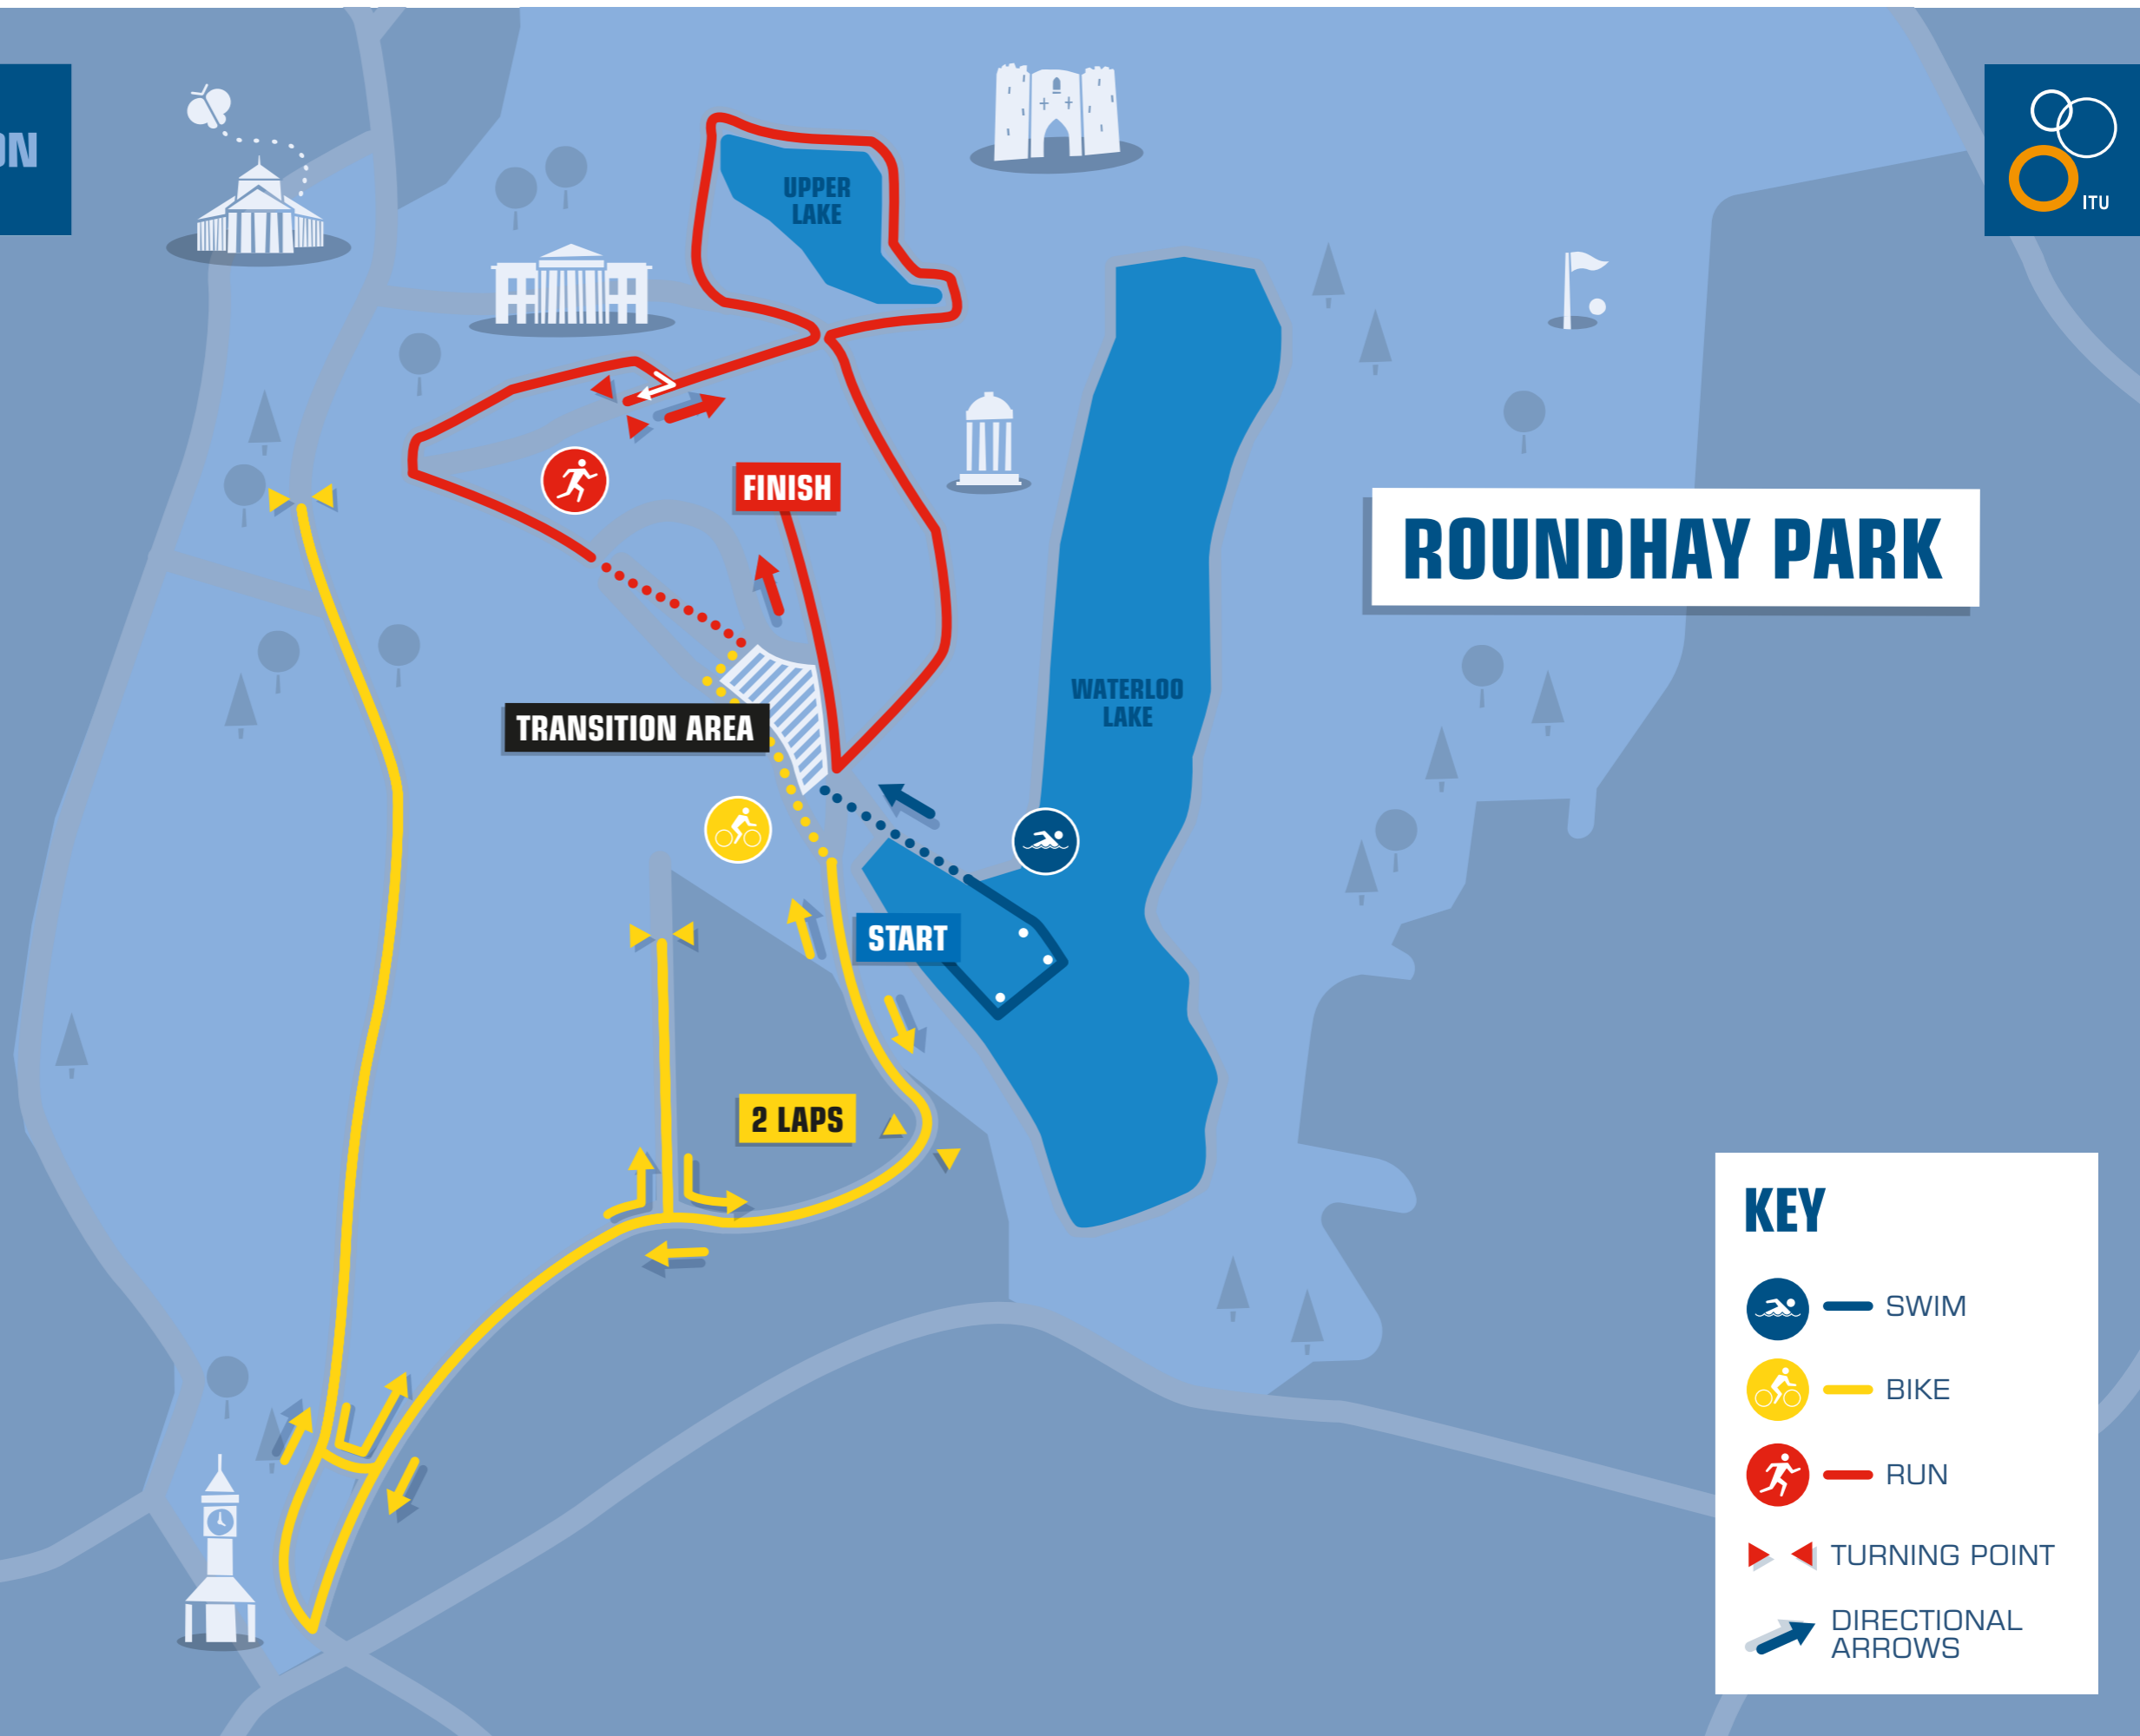 ON
UPPER
LAKE
ITU
FINISH
ROUNDHAY PARK
WATERLOO
LAKE
TRANSITION AREA
START
2 LAPS
KEY
SWIM
BIKE
RUN
TURNING POINT
DIRECTIONAL
ARROWS